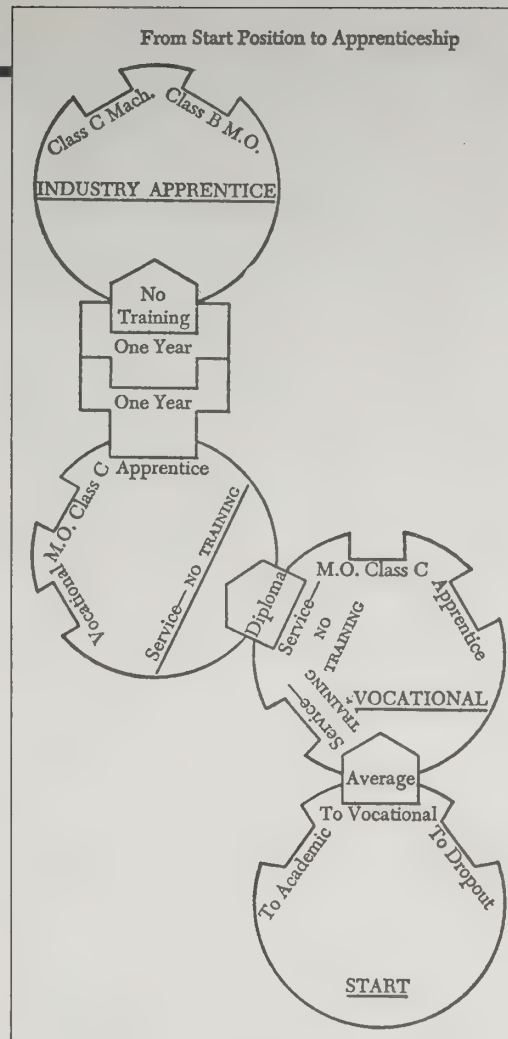 From Start Position to Apprenticeship
Class C Mach.
Class B M.O.
INDUSTRY APPRENTICE
No
Training
One Year
One Year
Apprentice
M.O. Class C
Vocational
Service—NO TRAINING
Diploma
M.O. Class C
Apprentice
Service—
NO
TRAINING
Service—
TRAINING
VOCATIONAL
Average
To Vocational
To Academic
To Dropout
START